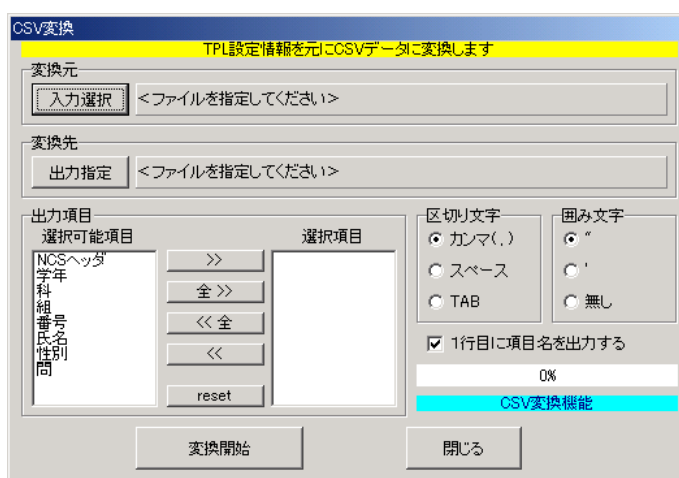 CSV変換
TPL設定情報を元にCSVデータに変換します
変換元
入力選択 <ファイルを指定してください>
変換先
出力指定 <ファイルを指定してください>
出力項目
選択可能項目
NCSヘッダ
学年
科
組
番号
氏名
性別
問
>>
全 >>
<< 全
<<
reset
選択項目
区切り文字
カンマ(,)
スペース
TAB
囲み文字
"
'
無し
1行目に項目名を出力する
0%
CSV変換機能
変換開始
閉じる